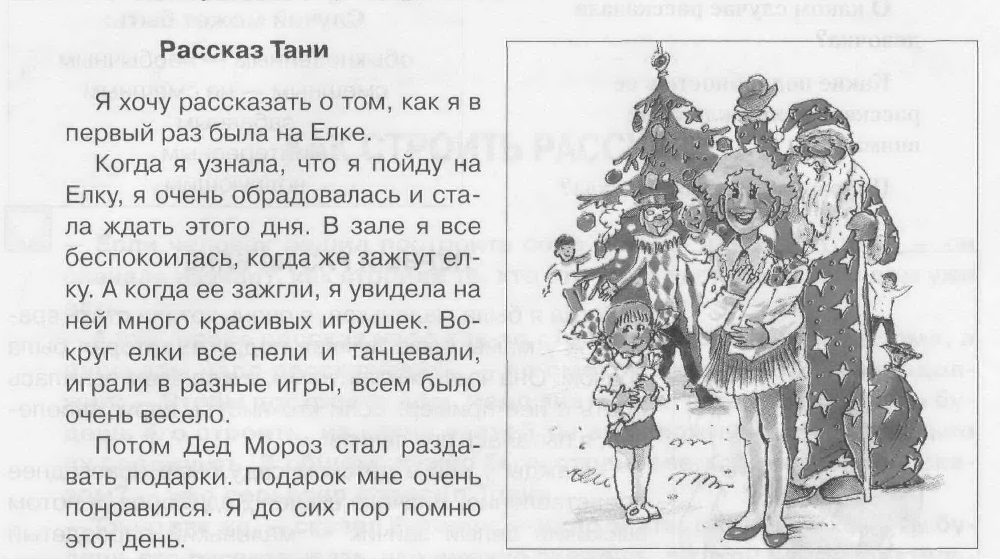 Рассказ Тани
Я хочу рассказать о том, как я в
первый раз была на Елке.
Когда я узнала, что я пойду на
Елку, я очень обрадовалась и ста-
ла ждать этого дня. В зале я все
беспокоилась, когда же зажгут ел-
ку. А когда ее зажгли, я увидела на
ней много красивых игрушек. Во-
круг елки все пели и танцевали,
играли в разные игры, всем было
очень весело.
Потом Дед Мороз стал разда-
вать подарки. Подарок мне очень
понравился. Я до сих пор помню
этот день.